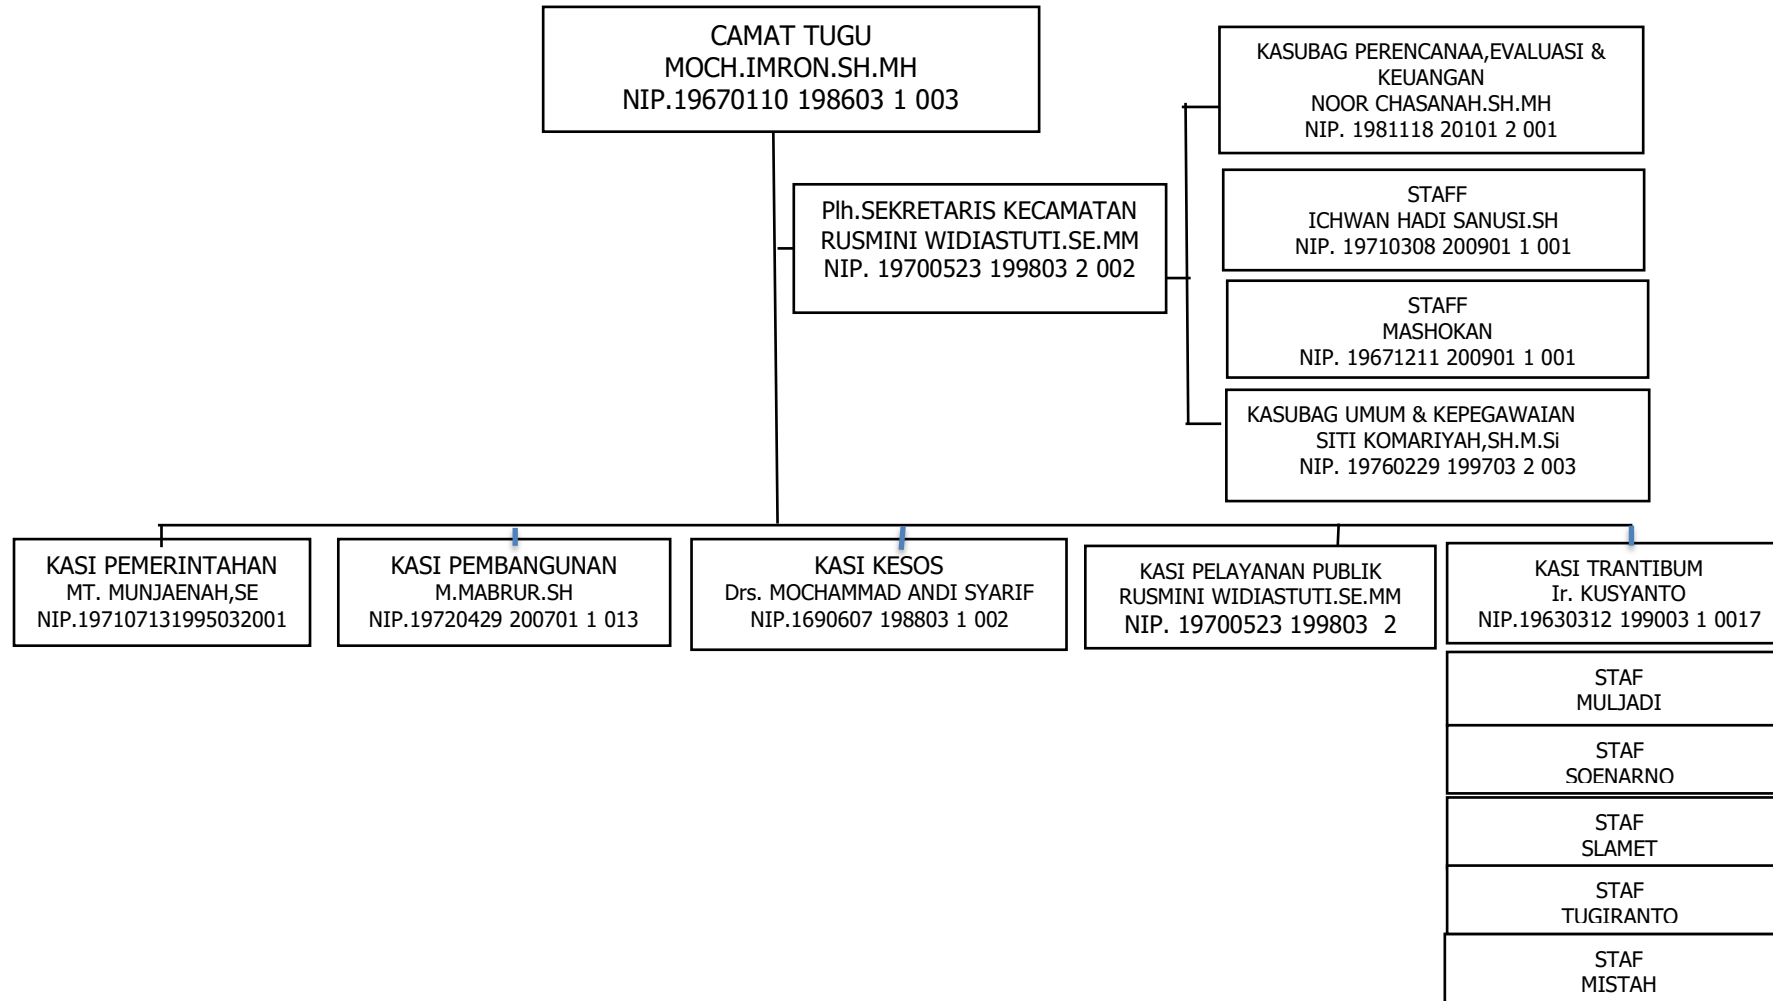 CAMAT TUGU
MOCH.IMRON.SH.MH
NIP.19670110 198603 1 003
KASUBAG PERENCANAA,EVALUASI &
KEUANGAN
NOOR CHASANAH.SH.MH
NIP. 1981118 20101 2 001
Plh.SEKRETARIS KECAMATAN
RUSMINI WIDIASTUTI.SE.MM
NIP. 19700523 199803 2 002
STAFF
ICHWAN HADI SANUSI.SH
NIP. 19710308 200901 1 001
STAFF
MASHOKAN
NIP. 19671211 200901 1 001
KASUBAG UMUM & KEPEGAWAIAN
SITI KOMARIYAH,SH.M.Si
NIP. 19760229 199703 2 003
KASI PEMERINTAHAN
MT. MUNJAENAH,SE
NIP.197107131995032001
KASI PEMBANGUNAN
M.MABRUR.SH
NIP.19720429 200701 1 013
KASI KESOS
Drs. MOCHAMMAD ANDI SYARIF
NIP.1690607 198803 1 002
KASI PELAYANAN PUBLIK
RUSMINI WIDIASTUTI.SE.MM
NIP. 19700523 199803 2
KASI TRANTIBUM
Ir. KUSYANTO
NIP.19630312 199003 1 0017
STAF
MULJADI
STAF
SOENARNO
STAF
SLAMET
STAF
TUGIRANTO
STAF
MISTAH